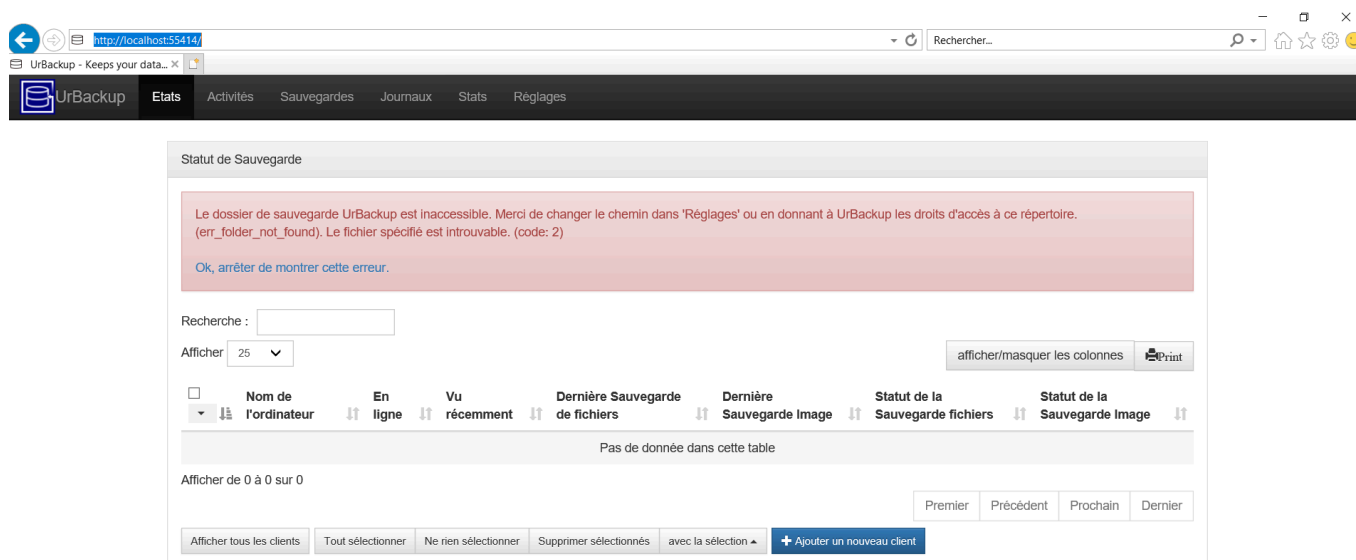 http://localhost:55414/
Rechercher...
UrBackup - Keeps your data...
UrBackup Etats Activités Sauvegardes Journaux Stats Réglages
Statut de Sauvegarde
Le dossier de sauvegarde UrBackup est inaccessible. Merci de changer le chemin dans 'Réglages' ou en donnant à UrBackup les droits d'accès à ce répertoire.
(err_folder_not_found). Le fichier spécifié est introuvable. (code: 2)
Ok, arrêter de montrer cette erreur.
Recherche :
Afficher 25
afficher/masquer les colonnes Print
Nom de l'ordinateur
En ligne
Vu récemment
Dernière Sauvegarde de fichiers
Dernière Sauvegarde Image
Statut de la Sauvegarde fichiers
Statut de la Sauvegarde Image
Pas de donnée dans cette table
Afficher de 0 à 0 sur 0
Premier Précédent Prochain Dernier
Afficher tous les clients Tout sélectionner Ne rien sélectionner Supprimer sélectionnés avec la sélection Ajouter un nouveau client